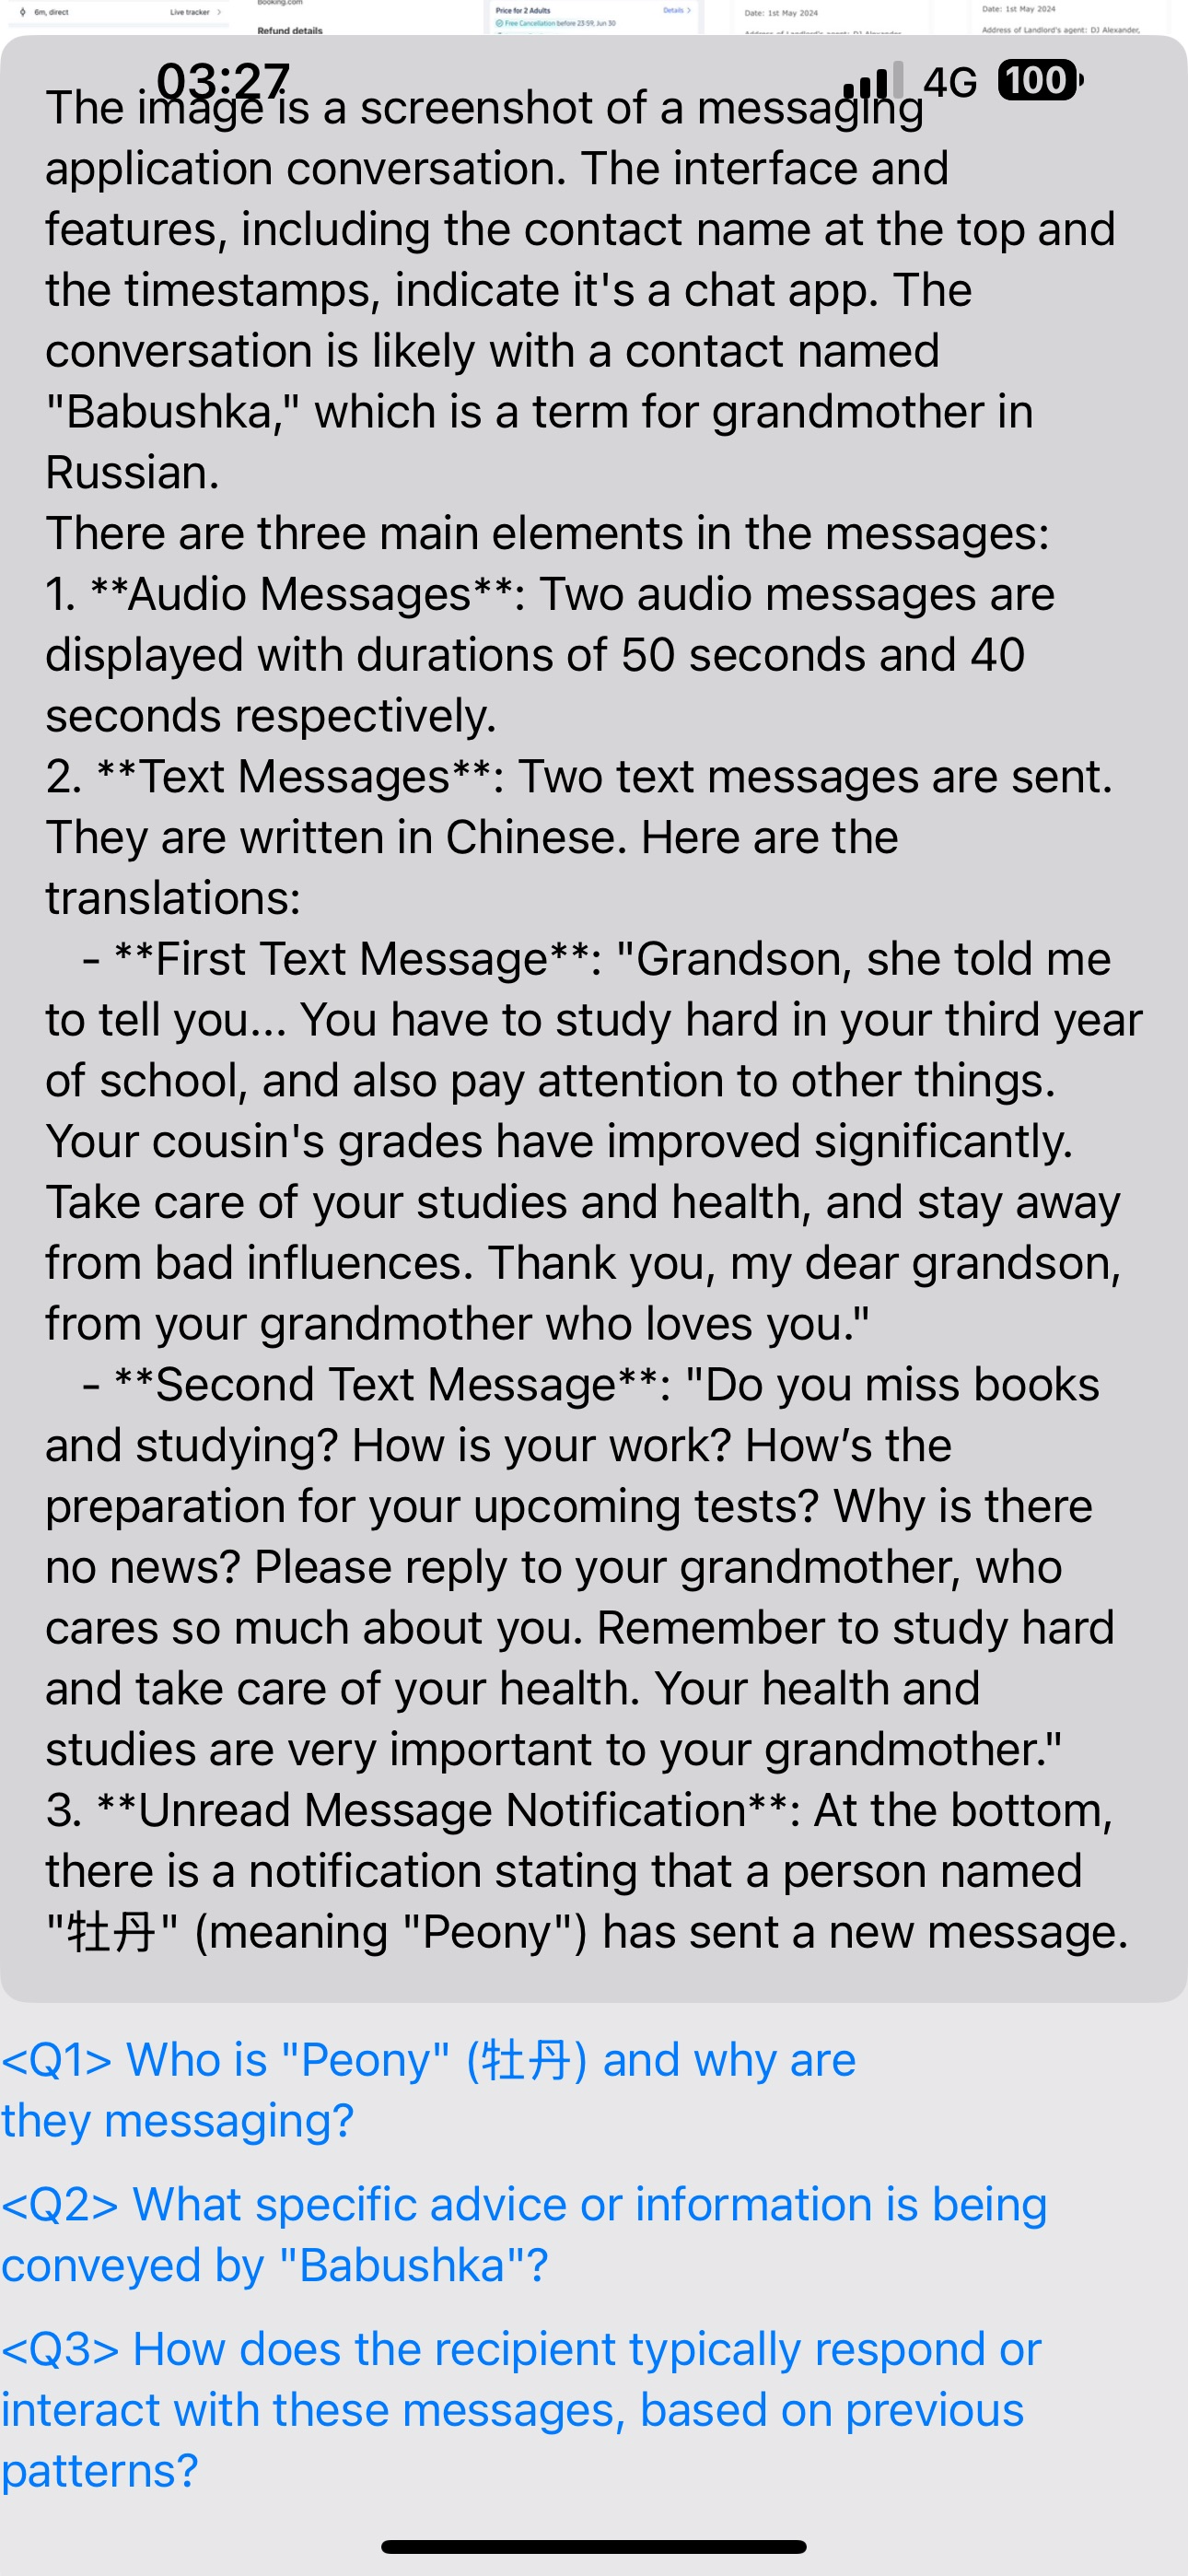 6m, direct
Live tracker >
booking.com
Refund details
Price for 2 Adults
Details >
Free Cancellation before 23:59, Jun 30
Date: 1st May 2024
Address of Landlord's agent: DJ Alexander,
Date: 1st May 2024
Address of Landlord's agent: DJ Alexander,
03:27
4G
100
The image is a screenshot of a messaging
application conversation. The interface and
features, including the contact name at the top and
the timestamps, indicate it's a chat app. The
conversation is likely with a contact named
"Babushka," which is a term for grandmother in
Russian.
There are three main elements in the messages:
1. **Audio Messages**: Two audio messages are
displayed with durations of 50 seconds and 40
seconds respectively.
2. **Text Messages**: Two text messages are sent.
They are written in Chinese. Here are the
translations:
- **First Text Message**: "Grandson, she told me
to tell you... You have to study hard in your third year
of school, and also pay attention to other things.
Your cousin's grades have improved significantly.
Take care of your studies and health, and stay away
from bad influences. Thank you, my dear grandson,
from your grandmother who loves you."
- **Second Text Message**: "Do you miss books
and studying? How is your work? How’s the
preparation for your upcoming tests? Why is there
no news? Please reply to your grandmother, who
cares so much about you. Remember to study hard
and take care of your health. Your health and
studies are very important to your grandmother."
3. **Unread Message Notification**: At the bottom,
there is a notification stating that a person named
"牡丹" (meaning "Peony") has sent a new message.
<Q1> Who is "Peony" (牡丹) and why are
they messaging?
<Q2> What specific advice or information is being
conveyed by "Babushka"?
<Q3> How does the recipient typically respond or
interact with these messages, based on previous
patterns?